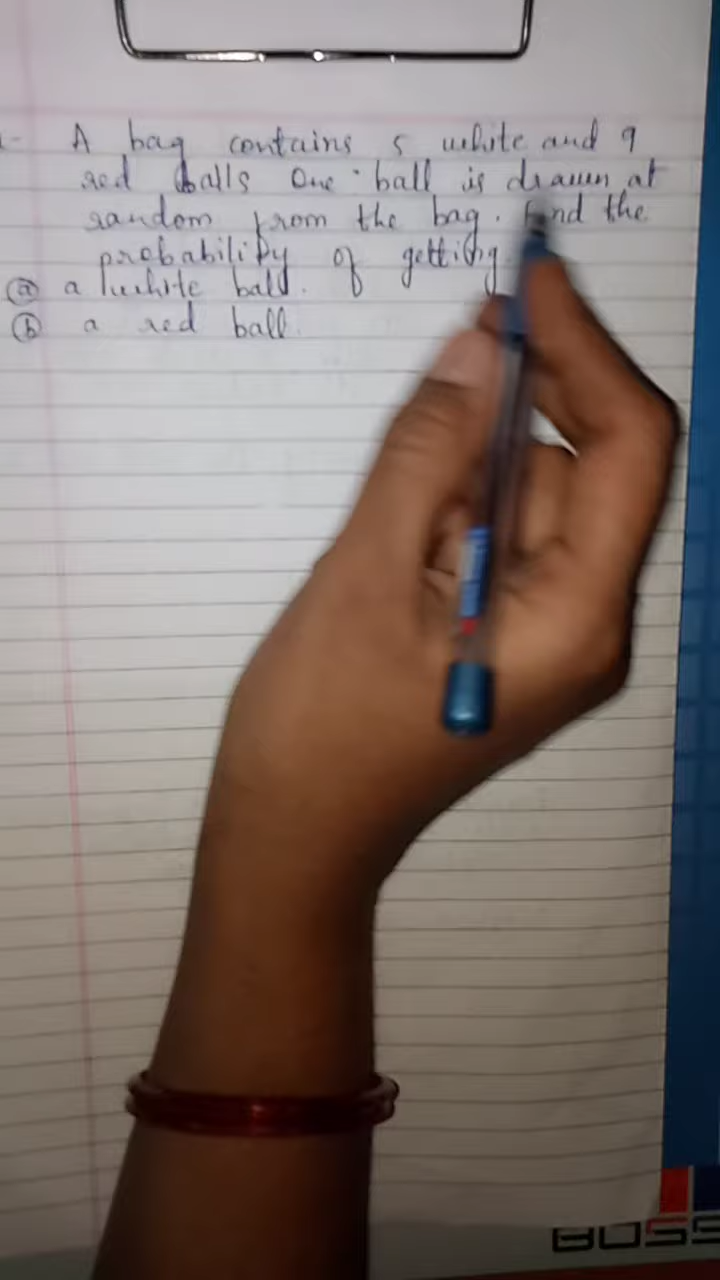 A bag contains 5 white and 9
red balls One ball is drawn at
random from the bag. Find the
probability of getting
(a) a white ball.
(b) a red ball.
BOSS